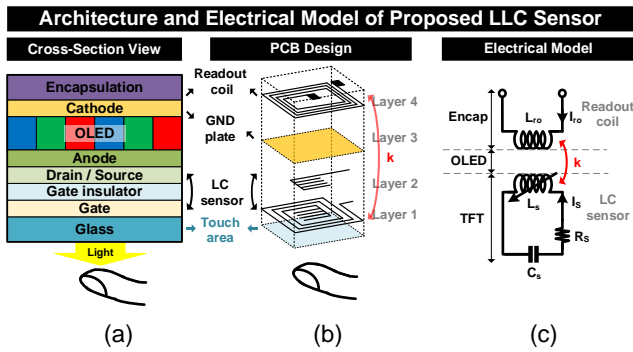 Architecture and Electrical Model of Proposed LLC Sensor
Cross-Section View
Encapsulation
Cathode
OLED
Anode
Drain / Source
Gate insulator
Gate
Glass
Light
(a)
PCB Design
Readout
coil
GND
plate
LC
sensor
Touch
area
Layer 4
Layer 3
k
Layer 2
Layer 1
(b)
Electrical Model
Encap
OLED
TFT
Lro
Iro
Readout
coil
k
Ls
IS
LC
sensor
RS
Cs
(c)